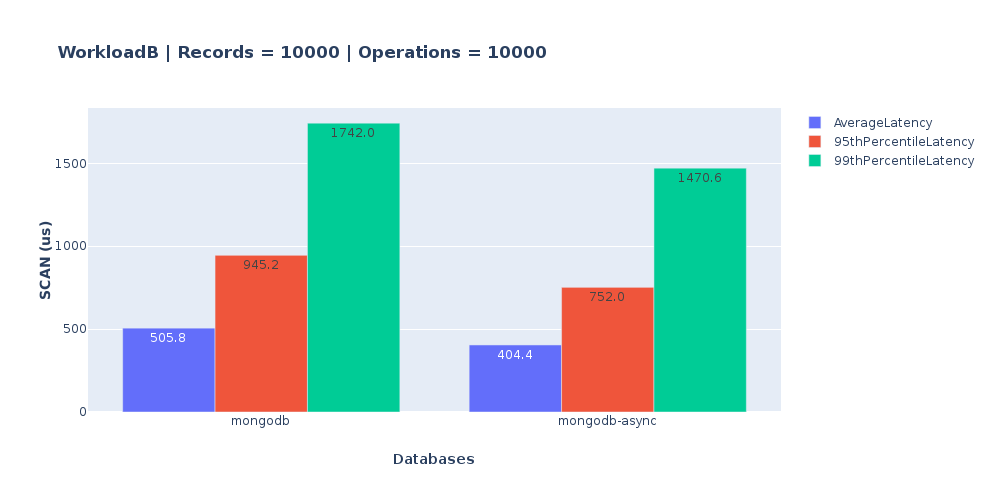 WorkloadB | Records = 10000 | Operations = 10000
AverageLatency
95thPercentileLatency
99thPercentileLatency
SCAN (us)
1500
1000
500
0
505.8
945.2
1742.0
404.4
752.0
1470.6
mongodb
mongodb-async
Databases